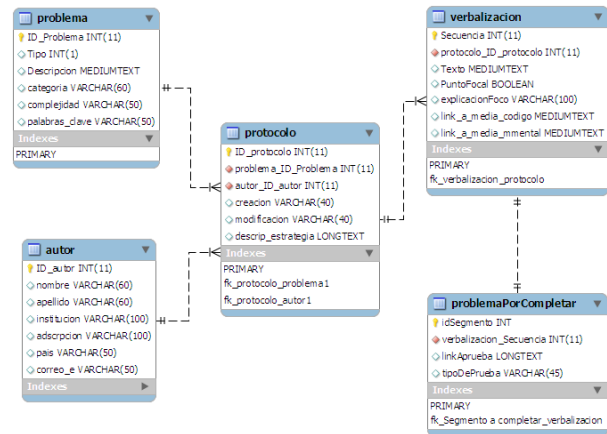 problema
ID_Problema INT(11)
Tipo INT(1)
Descripcion MEDIUMTEXT
categoria VARCHAR(60)
complejidad VARCHAR(50)
palabras_clave VARCHAR(50)
Indexes
PRIMARY
autor
ID_autor INT(11)
nombre VARCHAR(60)
apellido VARCHAR(60)
institucion VARCHAR(100)
adscrpcion VARCHAR(100)
pais VARCHAR(50)
correo_e VARCHAR(50)
Indexes
protocolo
ID_protocolo INT(11)
problema_ID_Problema INT(11)
autor_ID_autor INT(11)
creacion VARCHAR(40)
modificacion VARCHAR(40)
descrip_estrategia LONGTEXT
Indexes
PRIMARY
fk_protocolo_problema1
fk_protocolo_autor1
verbalizacion
Secuencia INT(11)
protocolo_ID_protocolo INT(11)
Texto MEDIUMTEXT
PuntoFocal BOOLEAN
explicacionFoco VARCHAR(100)
link_a_media_codigo MEDIUMTEXT
link_a_media_mmental MEDIUMTEXT
Indexes
PRIMARY
fk_verbalizacion_protocolo
problemaPorCompletar
idSegmento INT
verbalizacion_Secuencia INT(11)
linkAprueba LONGTEXT
tipoDePrueba VARCHAR(45)
Indexes
PRIMARY
fk_Segmento a completar_verbalizacion